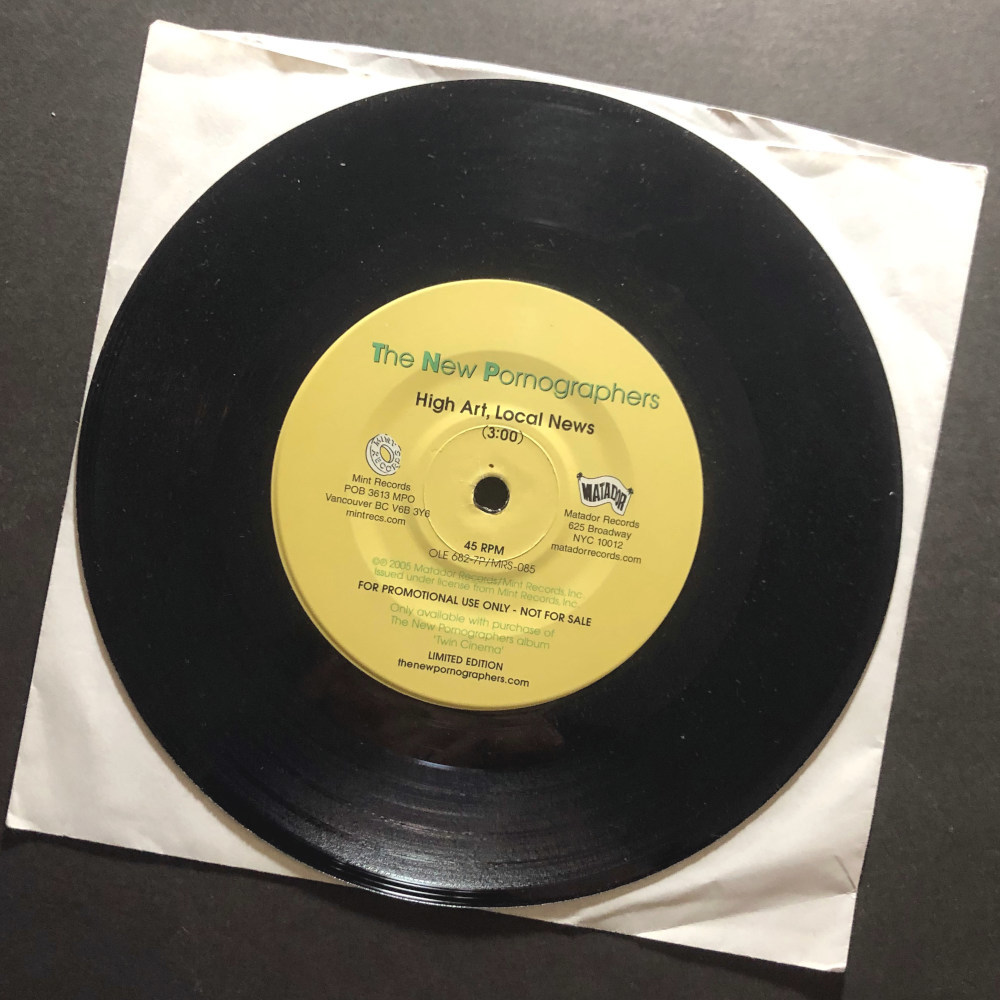 The New Pornographers
High Art, Local News
(3:00)
MINT
RECORDS
Mint Records
POB 3613 MPO
Vancouver BC V6B 3Y6
mintrecs.com
MATADOR
Matador Records
625 Broadway
NYC 10012
matadorrecords.com
45 RPM
OLE 682-7P/MRS-085
©℗ 2005 Matador Records/Mint Records, Inc.
Issued under license from Mint Records, Inc.
FOR PROMOTIONAL USE ONLY - NOT FOR SALE
Only available with purchase of
The New Pornographers album
'Twin Cinema'
LIMITED EDITION
thenewpornographers.com